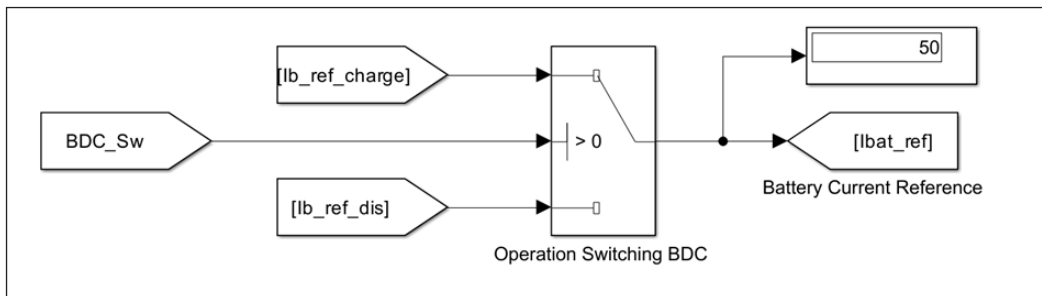 [Ib_ref_charge]
50
BDC_Sw
> 0
[Ibat_ref]
Battery Current Reference
[Ib_ref_dis]
Operation Switching BDC